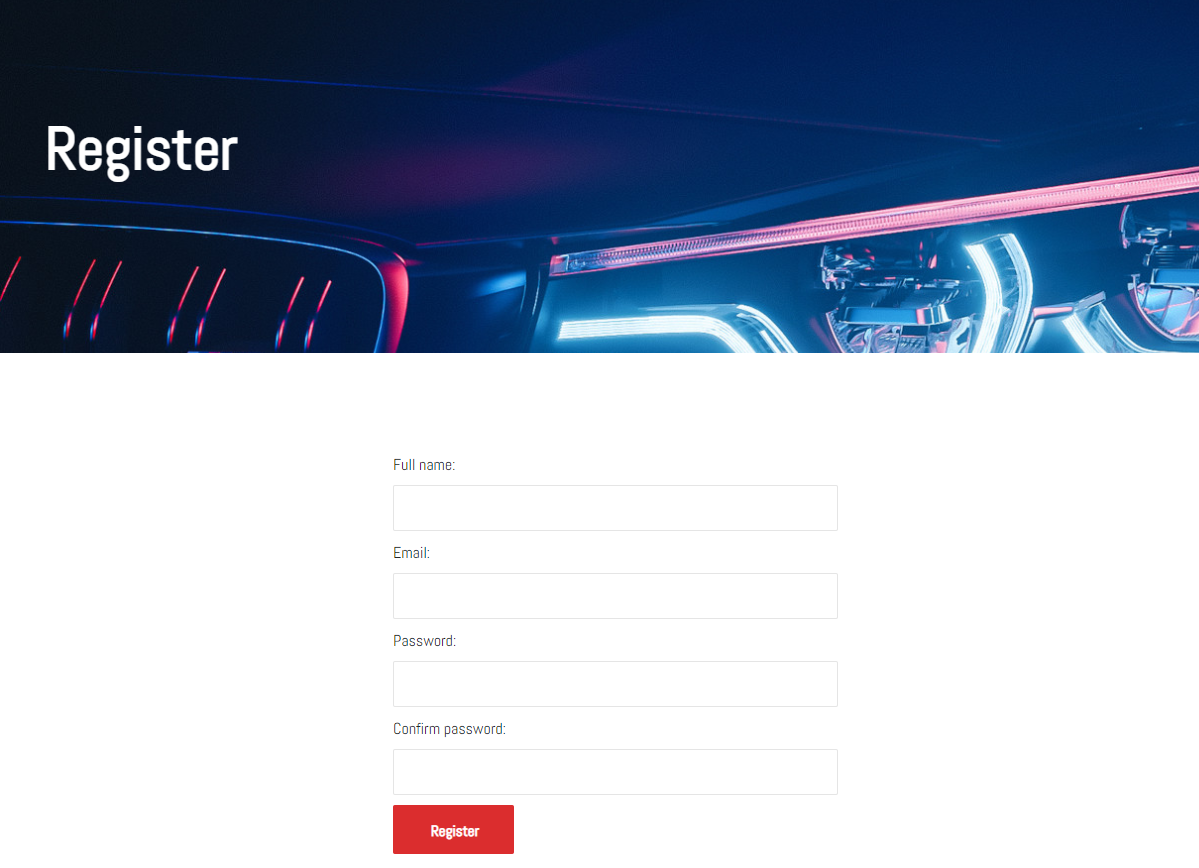 Register
Full name:
Email:
Password:
Confirm password:
Register